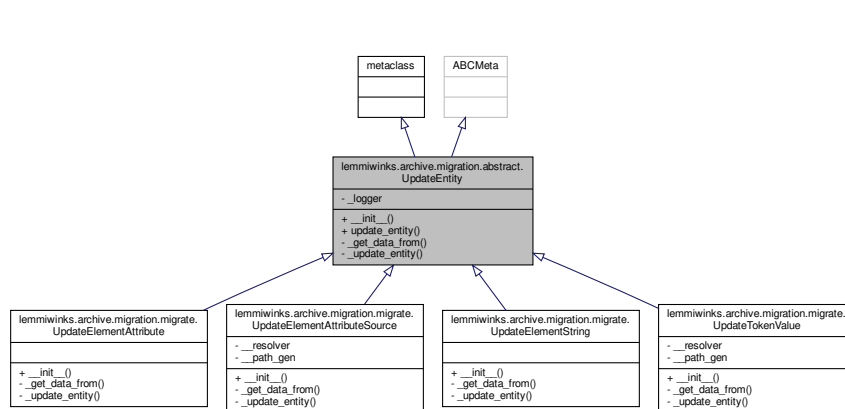 metaclass
ABCMeta
lemmiwinks.archive.migration.abstract.
UpdateEntity
- _logger
+ __init__()
+ update_entity()
- _get_data_from()
- _update_entity()
lemmiwinks.archive.migration.migrate.
UpdateElementAttribute
+ __init__()
- _get_data_from()
- _update_entity()
lemmiwinks.archive.migration.migrate.
UpdateElementAttributeSource
- __resolver
- __path_gen
+ __init__()
- _get_data_from()
- _update_entity()
lemmiwinks.archive.migration.migrate.
UpdateElementString
+ __init__()
- _get_data_from()
- _update_entity()
lemmiwinks.archive.migration.migrate.
UpdateTokenValue
- __resolver
- __path_gen
+ __init__()
- _get_data_from()
- _update_entity()